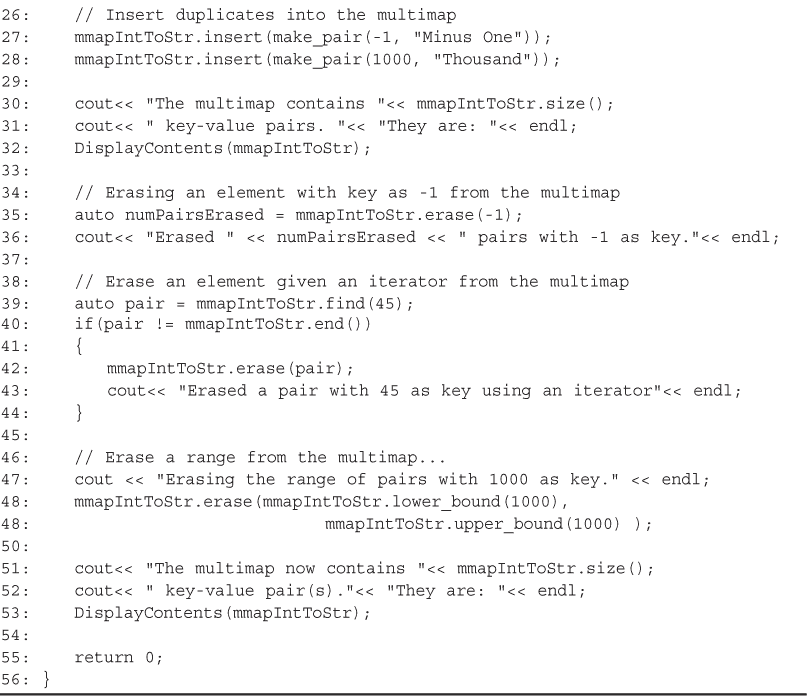 26:    // Insert duplicates into the multimap
27:    mmapIntToStr.insert(make_pair(-1, "Minus One"));
28:    mmapIntToStr.insert(make_pair(1000, "Thousand"));
29:
30:    cout<< "The multimap contains "<< mmapIntToStr.size();
31:    cout<< " key-value pairs. "<< "They are: "<< endl;
32:    DisplayContents(mmapIntToStr);
33:
34:    // Erasing an element with key as -1 from the multimap
35:    auto numPairsErased = mmapIntToStr.erase(-1);
36:    cout<< "Erased " << numPairsErased << " pairs with -1 as key."<< endl;
37:
38:    // Erase an element given an iterator from the multimap
39:    auto pair = mmapIntToStr.find(45);
40:    if(pair != mmapIntToStr.end())
41:    {
42:       mmapIntToStr.erase(pair);
43:       cout<< "Erased a pair with 45 as key using an iterator"<< endl;
44:    }
45:
46:    // Erase a range from the multimap...
47:    cout << "Erasing the range of pairs with 1000 as key." << endl;
48:    mmapIntToStr.erase(mmapIntToStr.lower_bound(1000),
48:                            mmapIntToStr.upper_bound(1000) );
50:
51:    cout<< "The multimap now contains "<< mmapIntToStr.size();
52:    cout<< " key-value pair(s)."<< "They are: "<< endl;
53:    DisplayContents(mmapIntToStr);
54:
55:    return 0;
56: }